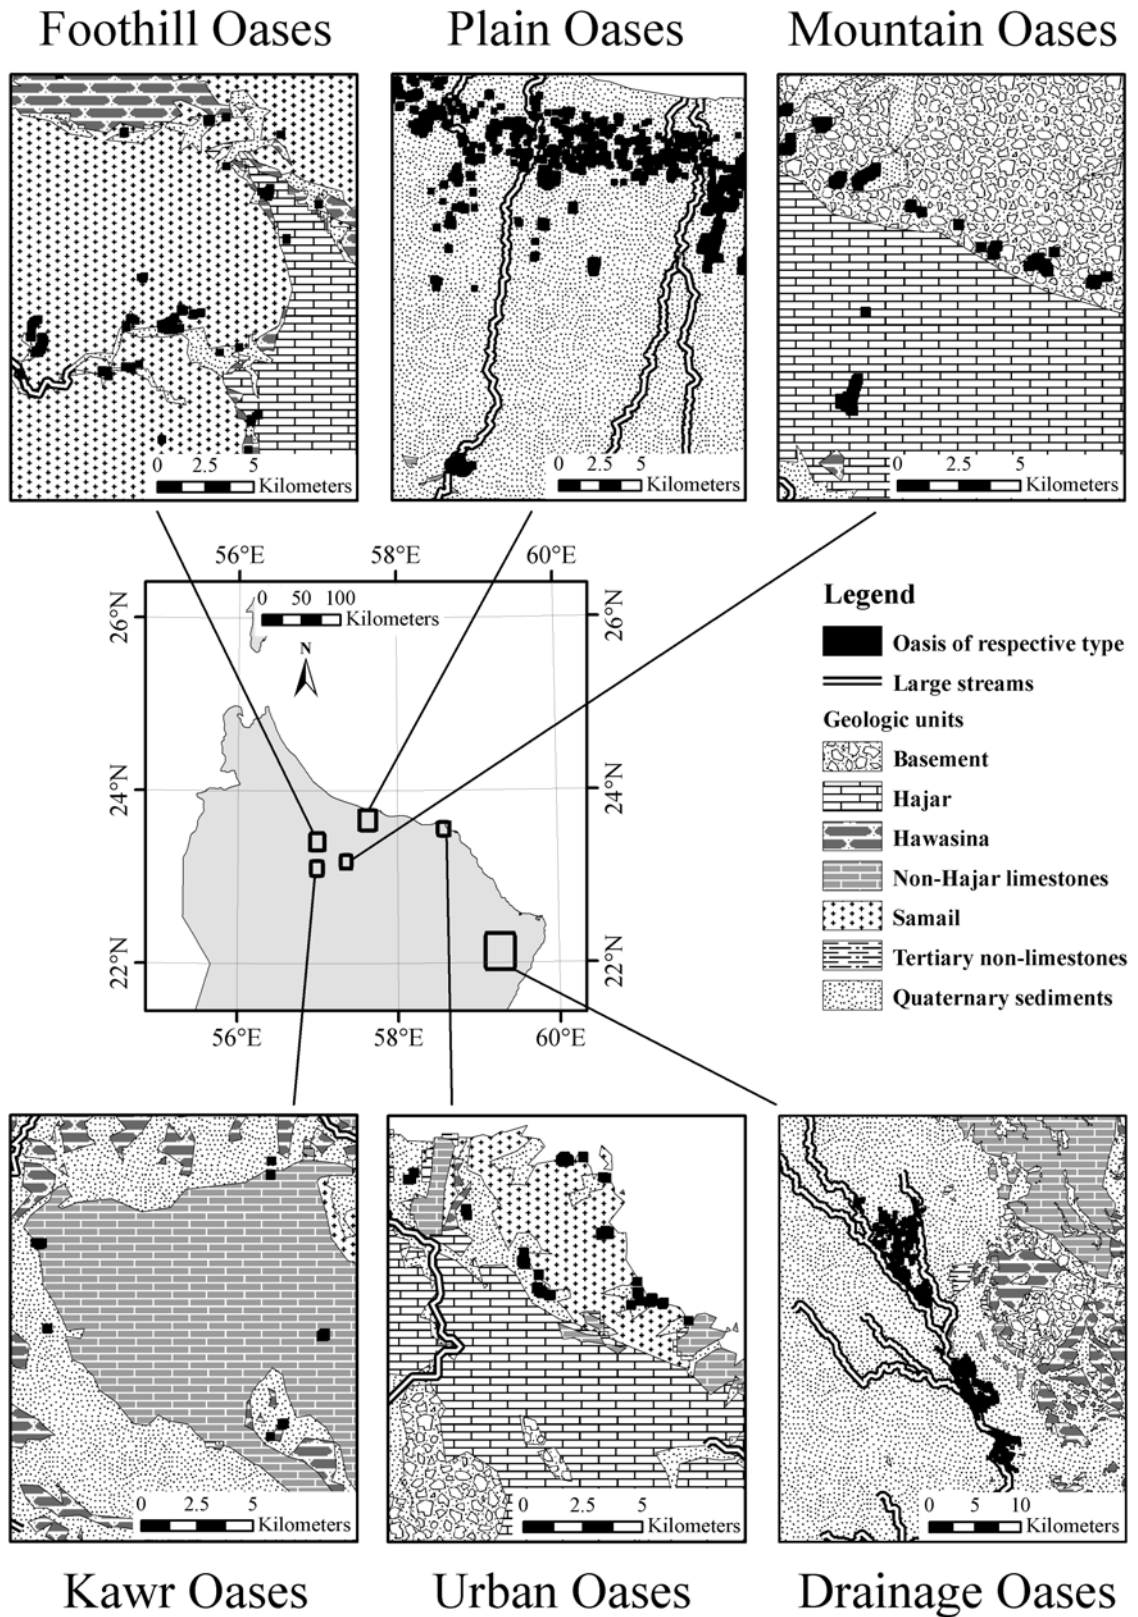 Foothill Oases Plain Oases Mountain Oases
0 2.5 5
Kilometers
0 2.5 5
Kilometers
0 2.5 5
Kilometers
56°E 58°E 60°E
0 50 100
Kilometers
N
26°N 26°N
24°N 24°N
22°N 22°N
56°E 58°E 60°E
Legend
Oasis of respective type
Large streams
Geologic units
Basement
Hajar
Hawasina
Non-Hajar limestones
Samail
Tertiary non-limestones
Quaternary sediments
0 2.5 5
Kilometers
0 2.5 5
Kilometers
0 5 10
Kilometers
Kawr Oases Urban Oases Drainage Oases